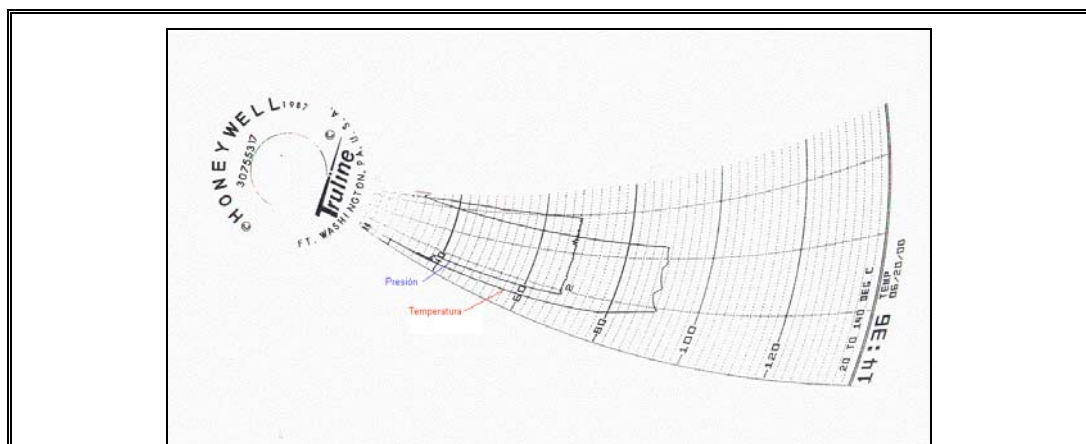 © HONEYWELL 1987
30755317
Truline
FT. WASHINGTON, PA. U.S.A. ©
Presión
Temperatura
40
60
80
100
120
20 TO 140 DEG C
14:36
TEMP
06/20/00